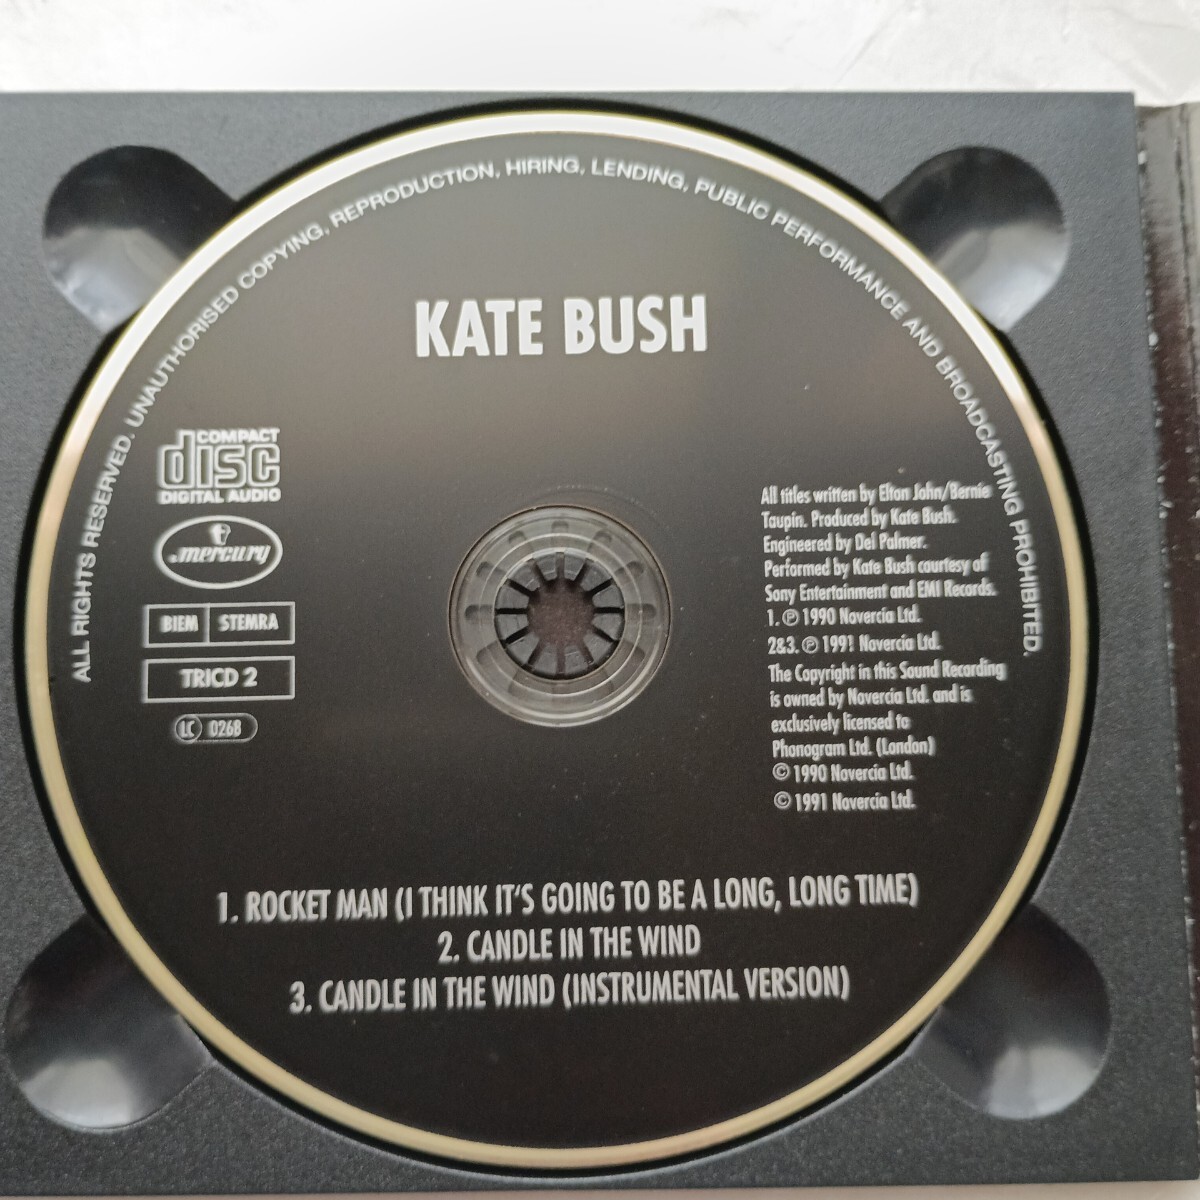 ALL RIGHTS RESERVED. UNAUTHORISED COPYING, REPRODUCTION, HIRING, LENDING, PUBLIC PERFORMANCE AND BROADCASTING PROHIBITED.
KATE BUSH
COMPACT
disc
DIGITAL AUDIO
mercury
BIEM STEMRA
TRICD 2
LC 0268
All titles written by Elton John/Bernie
Taupin. Produced by Kate Bush.
Engineered by Del Palmer.
Performed by Kate Bush courtesy of
Sony Entertainment and EMI Records.
1. ℗ 1990 Novercia Ltd.
2&3. ℗ 1991 Novercia Ltd.
The Copyright in this Sound Recording
is owned by Novercia Ltd. and is
exclusively licensed to
Phonogram Ltd. (London)
© 1990 Novercia Ltd.
© 1991 Novercia Ltd.
1. ROCKET MAN (I THINK IT'S GOING TO BE A LONG, LONG TIME)
2. CANDLE IN THE WIND
3. CANDLE IN THE WIND (INSTRUMENTAL VERSION)